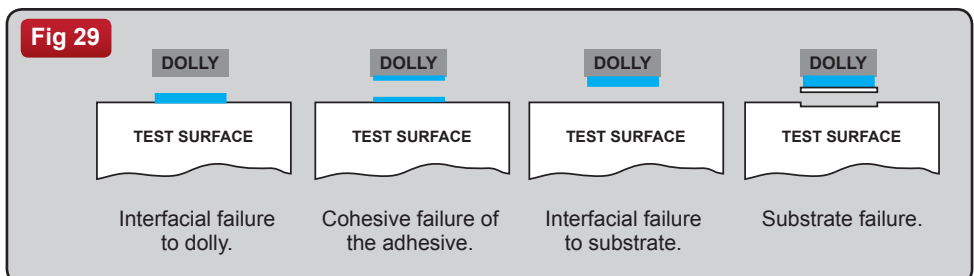 Fig 29
DOLLY
TEST SURFACE
Interfacial failure
to dolly.
DOLLY
TEST SURFACE
Cohesive failure of
the adhesive.
DOLLY
TEST SURFACE
Interfacial failure
to substrate.
DOLLY
TEST SURFACE
Substrate failure.